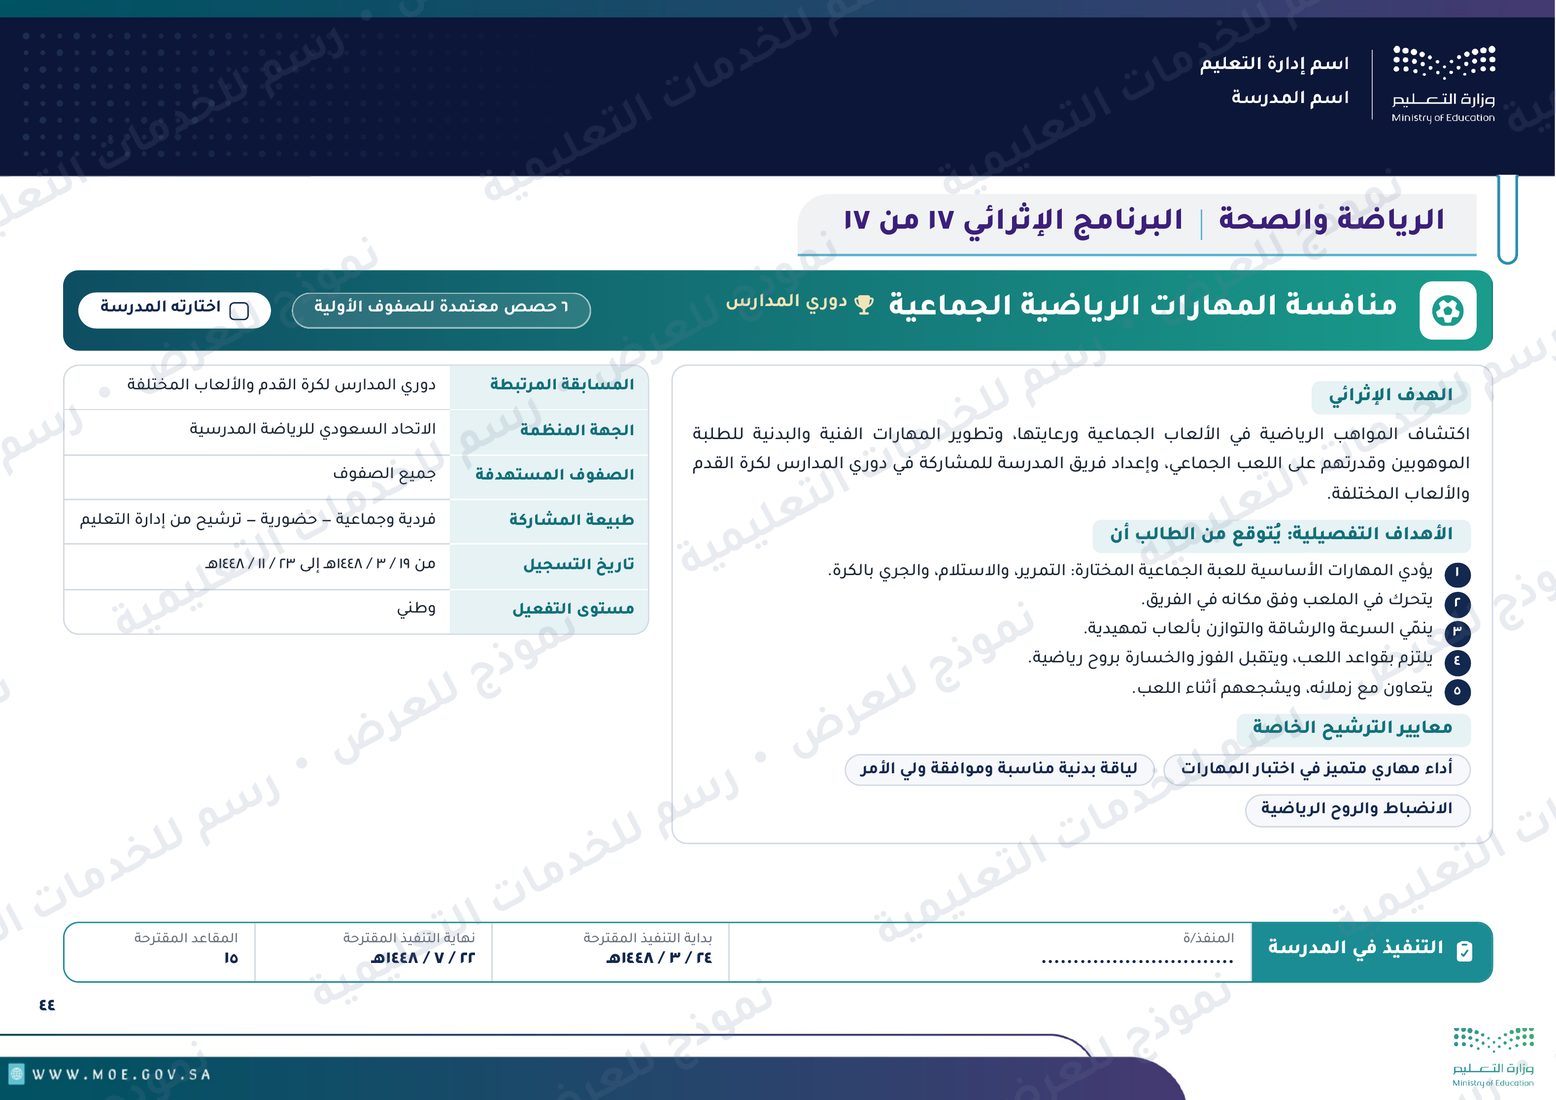 اسم إدارة التعليم
اسم المدرسة
وزارة التعليم
Ministry of Education
الرياضة والصحة | البرنامج الإثرائي ١٧ من ١٧
منافسة المهارات الرياضية الجماعية
دوري المدارس
٦ حصص معتمدة للصفوف الأولية
اختارته المدرسة
الهدف الإثرائي
اكتشاف المواهب الرياضية في الألعاب الجماعية ورعايتها، وتطوير المهارات الفنية والبدنية للطلبة
الموهوبين وقدرتهم على اللعب الجماعي، وإعداد فريق المدرسة للمشاركة في دوري المدارس لكرة القدم
والألعاب المختلفة.
الأهداف التفصيلية: يُتوقع من الطالب أن
١ يؤدي المهارات الأساسية للعبة الجماعية المختارة: التمرير، والاستلام، والجري بالكرة.
٢ يتحرك في الملعب وفق مكانه في الفريق.
٣ ينمّي السرعة والرشاقة والتوازن بألعاب تمهيدية.
٤ يلتزم بقواعد اللعب، ويتقبل الفوز والخسارة بروح رياضية.
٥ يتعاون مع زملائه، ويشجعهم أثناء اللعب.
معايير الترشيح الخاصة
أداء مهاري متميز في اختبار المهارات
لياقة بدنية مناسبة وموافقة ولي الأمر
الانضباط والروح الرياضية
المسابقة المرتبطة دوري المدارس لكرة القدم والألعاب المختلفة
الجهة المنظمة الاتحاد السعودي للرياضة المدرسية
الصفوف المستهدفة جميع الصفوف
طبيعة المشاركة فردية وجماعية – حضورية – ترشيح من إدارة التعليم
تاريخ التسجيل من ١٩ / ٣ / ١٤٤٨هـ إلى ٢٣ / ١١ / ١٤٤٨هـ
مستوى التفعيل وطني
التنفيذ في المدرسة
المنفذ/ة
..............................
بداية التنفيذ المقترحة
٢٤ / ٣ / ١٤٤٨هـ
نهاية التنفيذ المقترحة
٢٢ / ٧ / ١٤٤٨هـ
المقاعد المقترحة
١٥
٤٤
WWW.MOE.GOV.SA
وزارة التعليم
Ministry of Education
نموذج للعرض • رسم للخدمات التعليمية